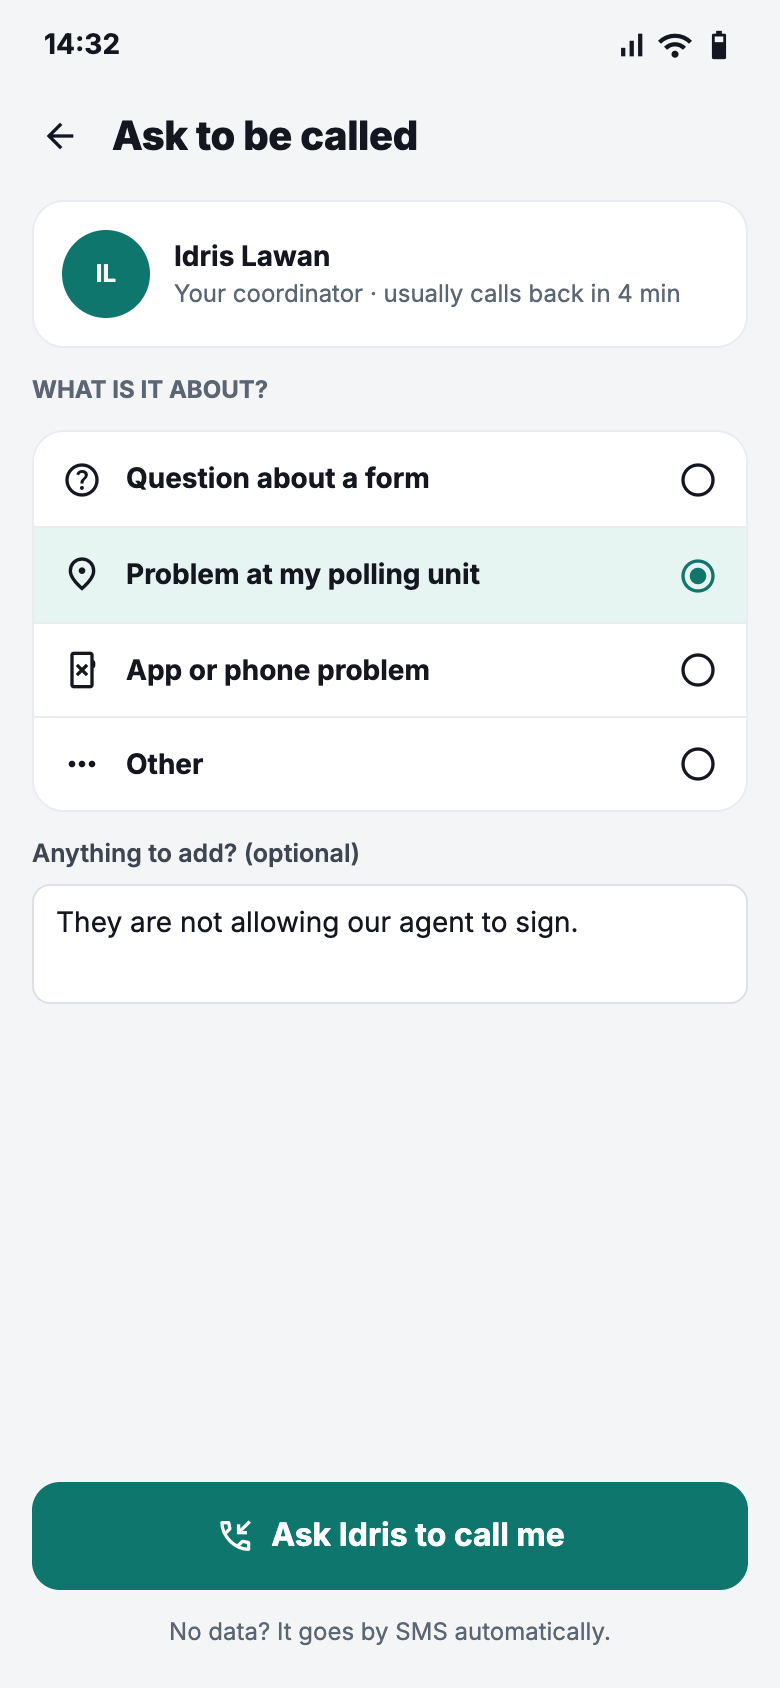 14:32
Ask to be called
IL
Idris Lawan
Your coordinator · usually calls back in 4 min
WHAT IS IT ABOUT?
Question about a form
Problem at my polling unit
App or phone problem
Other
Anything to add? (optional)
They are not allowing our agent to sign.
Ask Idris to call me
No data? It goes by SMS automatically.